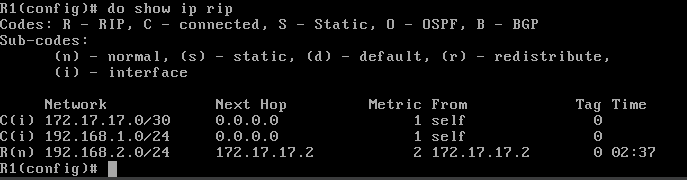 R1(config)# do show ip rip
Codes: R - RIP, C - connected, S - Static, O - OSPF, B - BGP
Sub-codes:
      (n) - normal, (s) - static, (d) - default, (r) - redistribute,
      (i) - interface

     Network            Next Hop         Metric From            Tag Time
C(i) 172.17.17.0/30     0.0.0.0               1 self              0
C(i) 192.168.1.0/24     0.0.0.0               1 self              0
R(n) 192.168.2.0/24     172.17.17.2           2 172.17.17.2       0 02:37
R1(config)#